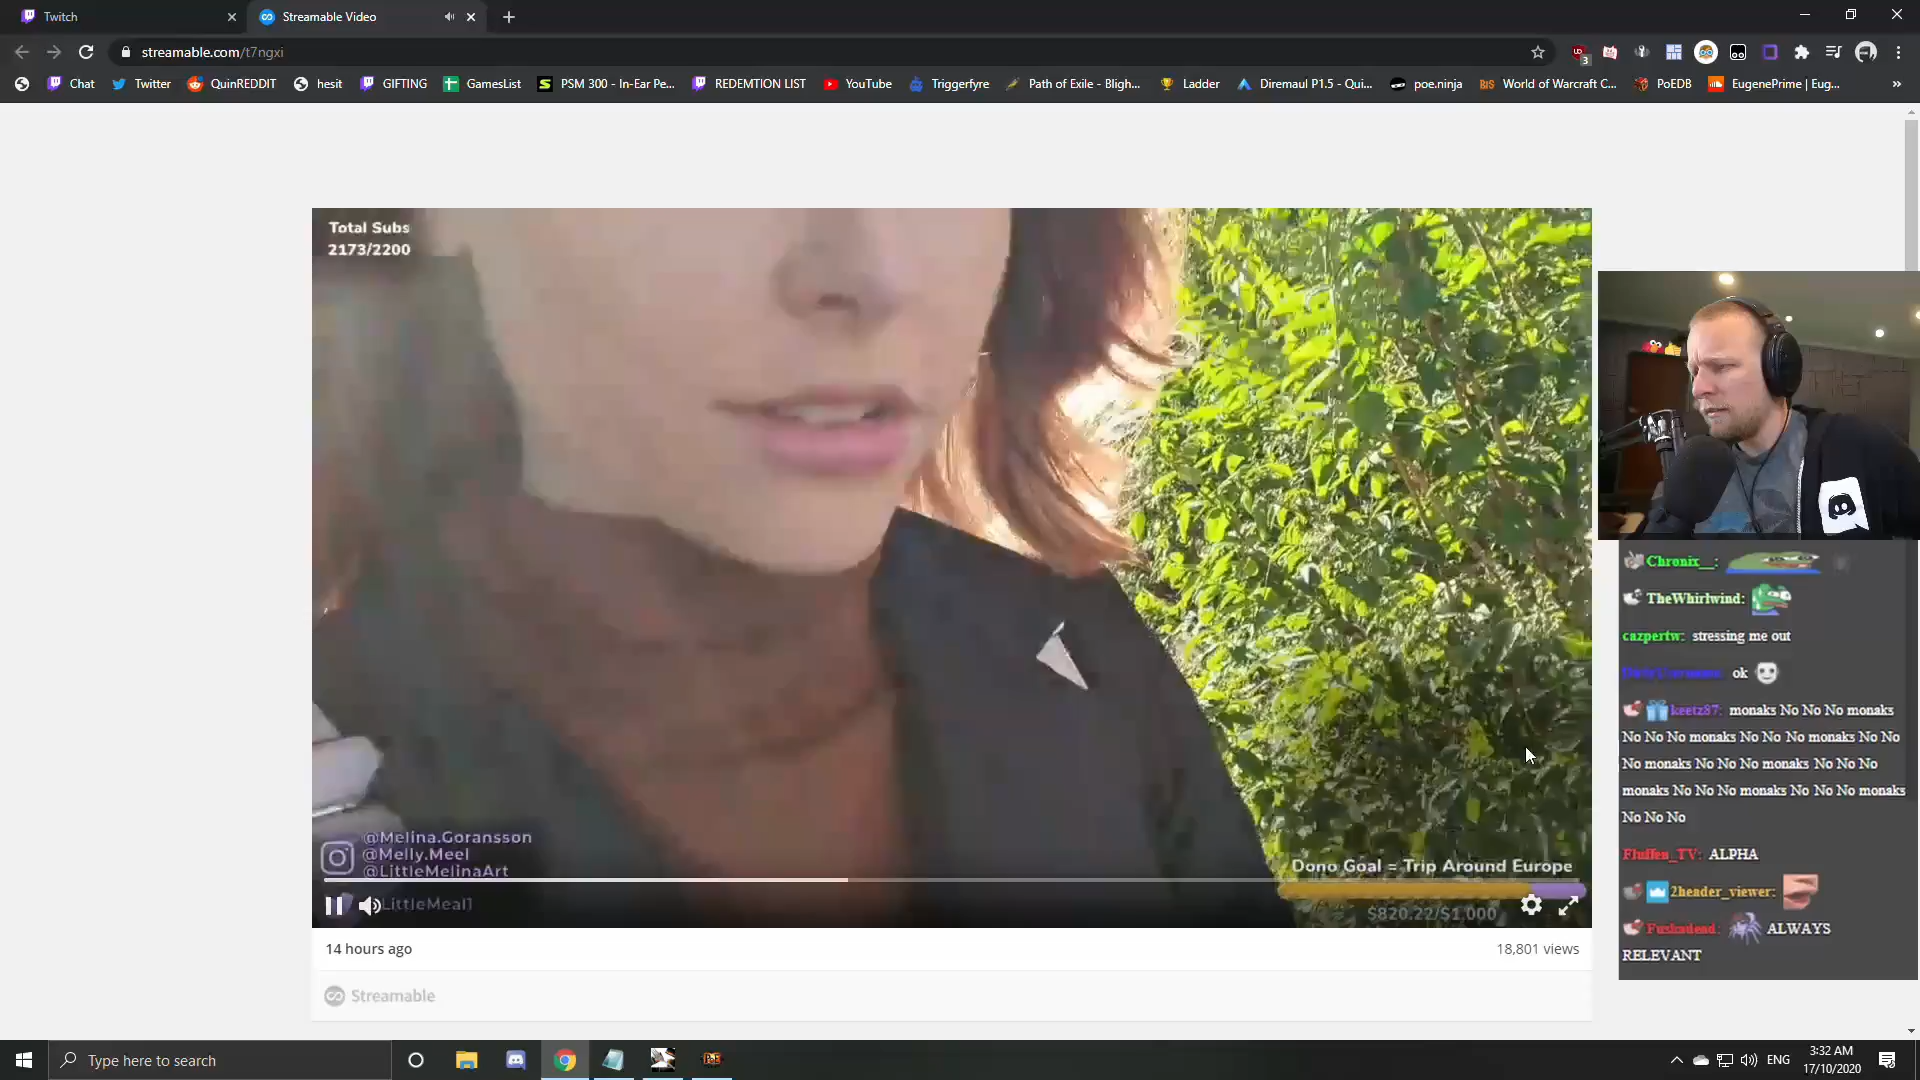 Twitch
Streamable Video
streamable.com/t7ngxi
3
Chat
Twitter
QuinREDDIT
hesit
GIFTING
GamesList
PSM 300 - In-Ear Pe...
REDEMTION LIST
YouTube
Triggerfyre
Path of Exile - Bligh...
Ladder
Diremaul P1.5 - Qui...
poe.ninja
BIS
World of Warcraft C...
PoEDB
EugenePrime | Eug...
Total Subs
2173/2200
@Melina.Goransson
@Melly.Meel
@LittleMelinaArt
LittleMeal1
Dono Goal = Trip Around Europe
$820.22/$1.000
14 hours ago
18,801 views
Streamable
Chronix__:
TheWhirlwind:
cazpertw: stressing me out
ok
keetz87: monaks No No No monaks
No No No monaks No No No monaks No No
No monaks No No No monaks No No No
monaks No No No monaks No No No monaks
No No No
Fluffen_TV: ALPHA
2header_viewer:
ALWAYS
RELEVANT
Type here to search
ENG
3:32 AM
17/10/2020